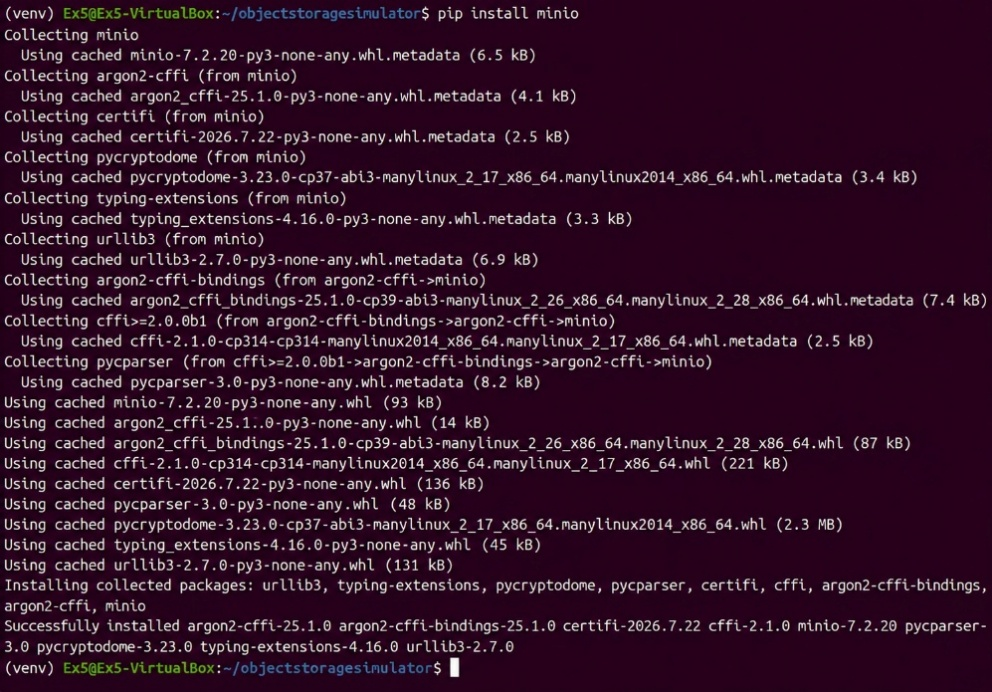 (venv) Ex5@Ex5-VirtualBox:~/objectstoragesimulator$ pip install minio
Collecting minio
  Using cached minio-7.2.20-py3-none-any.whl.metadata (6.5 kB)
Collecting argon2-cffi (from minio)
  Using cached argon2_cffi-25.1.0-py3-none-any.whl.metadata (4.1 kB)
Collecting certifi (from minio)
  Using cached certifi-2026.7.22-py3-none-any.whl.metadata (2.5 kB)
Collecting pycryptodome (from minio)
  Using cached pycryptodome-3.23.0-cp37-abi3-manylinux_2_17_x86_64.manylinux2014_x86_64.whl.metadata (3.4 kB)
Collecting typing-extensions (from minio)
  Using cached typing_extensions-4.16.0-py3-none-any.whl.metadata (3.3 kB)
Collecting urllib3 (from minio)
  Using cached urllib3-2.7.0-py3-none-any.whl.metadata (6.9 kB)
Collecting argon2-cffi-bindings (from argon2-cffi->minio)
  Using cached argon2_cffi_bindings-25.1.0-cp39-abi3-manylinux_2_26_x86_64.manylinux_2_28_x86_64.whl.metadata (7.4 kB)
Collecting cffi>=2.0.0b1 (from argon2-cffi-bindings->argon2-cffi->minio)
  Using cached cffi-2.1.0-cp314-cp314-manylinux2014_x86_64.manylinux_2_17_x86_64.whl.metadata (2.5 kB)
Collecting pycparser (from cffi>=2.0.0b1->argon2-cffi-bindings->argon2-cffi->minio)
  Using cached pycparser-3.0-py3-none-any.whl.metadata (8.2 kB)
Using cached minio-7.2.20-py3-none-any.whl (93 kB)
Using cached argon2_cffi-25.1..0-py3-none-any.whl (14 kB)
Using cached argon2_cffi_bindings-25.1.0-cp39-abi3-manylinux_2_26_x86_64.manylinux_2_28_x86_64.whl (87 kB)
Using cached cffi-2.1.0-cp314-cp314-manylinux2014_x86_64.manylinux_2_17_x86_64.whl (221 kB)
Using cached certifi-2026.7.22-py3-none-any.whl (136 kB)
Using cached pycparser-3.0-py3-none-any.whl (48 kB)
Using cached pycryptodome-3.23.0-cp37-abi3-manylinux_2_17_x86_64.manylinux2014_x86_64.whl (2.3 MB)
Using cached typing_extensions-4.16.0-py3-none-any.whl (45 kB)
Using cached urllib3-2.7.0-py3-none-any.whl (131 kB)
Installing collected packages: urllib3, typing-extensions, pycryptodome, pycparser, certifi, cffi, argon2-cffi-bindings,
argon2-cffi, minio
Successfully installed argon2-cffi-25.1.0 argon2-cffi-bindings-25.1.0 certifi-2026.7.22 cffi-2.1.0 minio-7.2.20 pycparser-
3.0 pycryptodome-3.23.0 typing-extensions-4.16.0 urllib3-2.7.0
(venv) Ex5@Ex5-VirtualBox:~/objectstoragesimulator$